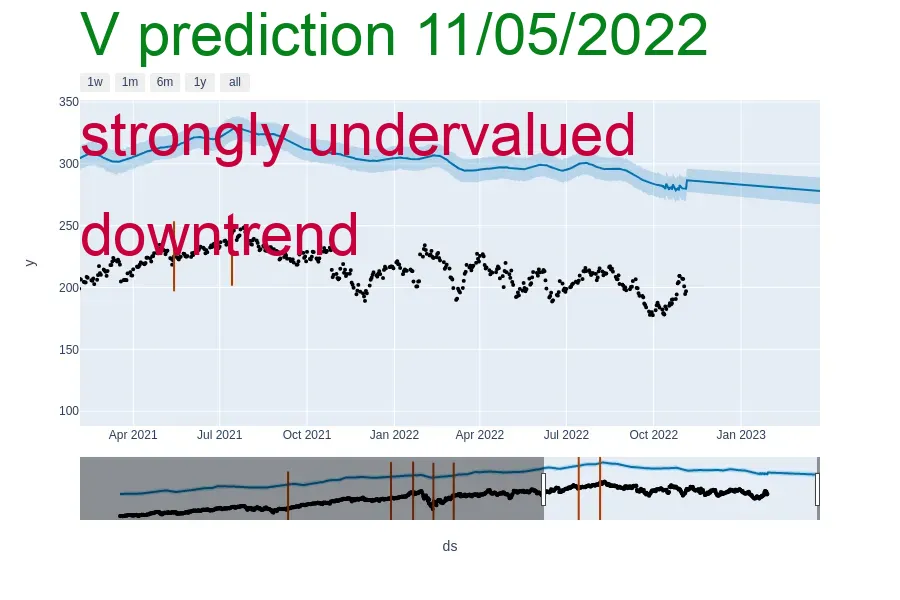 V prediction 11/05/2022
1w 1m 6m 1y all
350
strongly undervalued
300
250
downtrend
y
200
150
100
Apr 2021 Jul 2021 Oct 2021 Jan 2022 Apr 2022 Jul 2022 Oct 2022 Jan 2023
ds